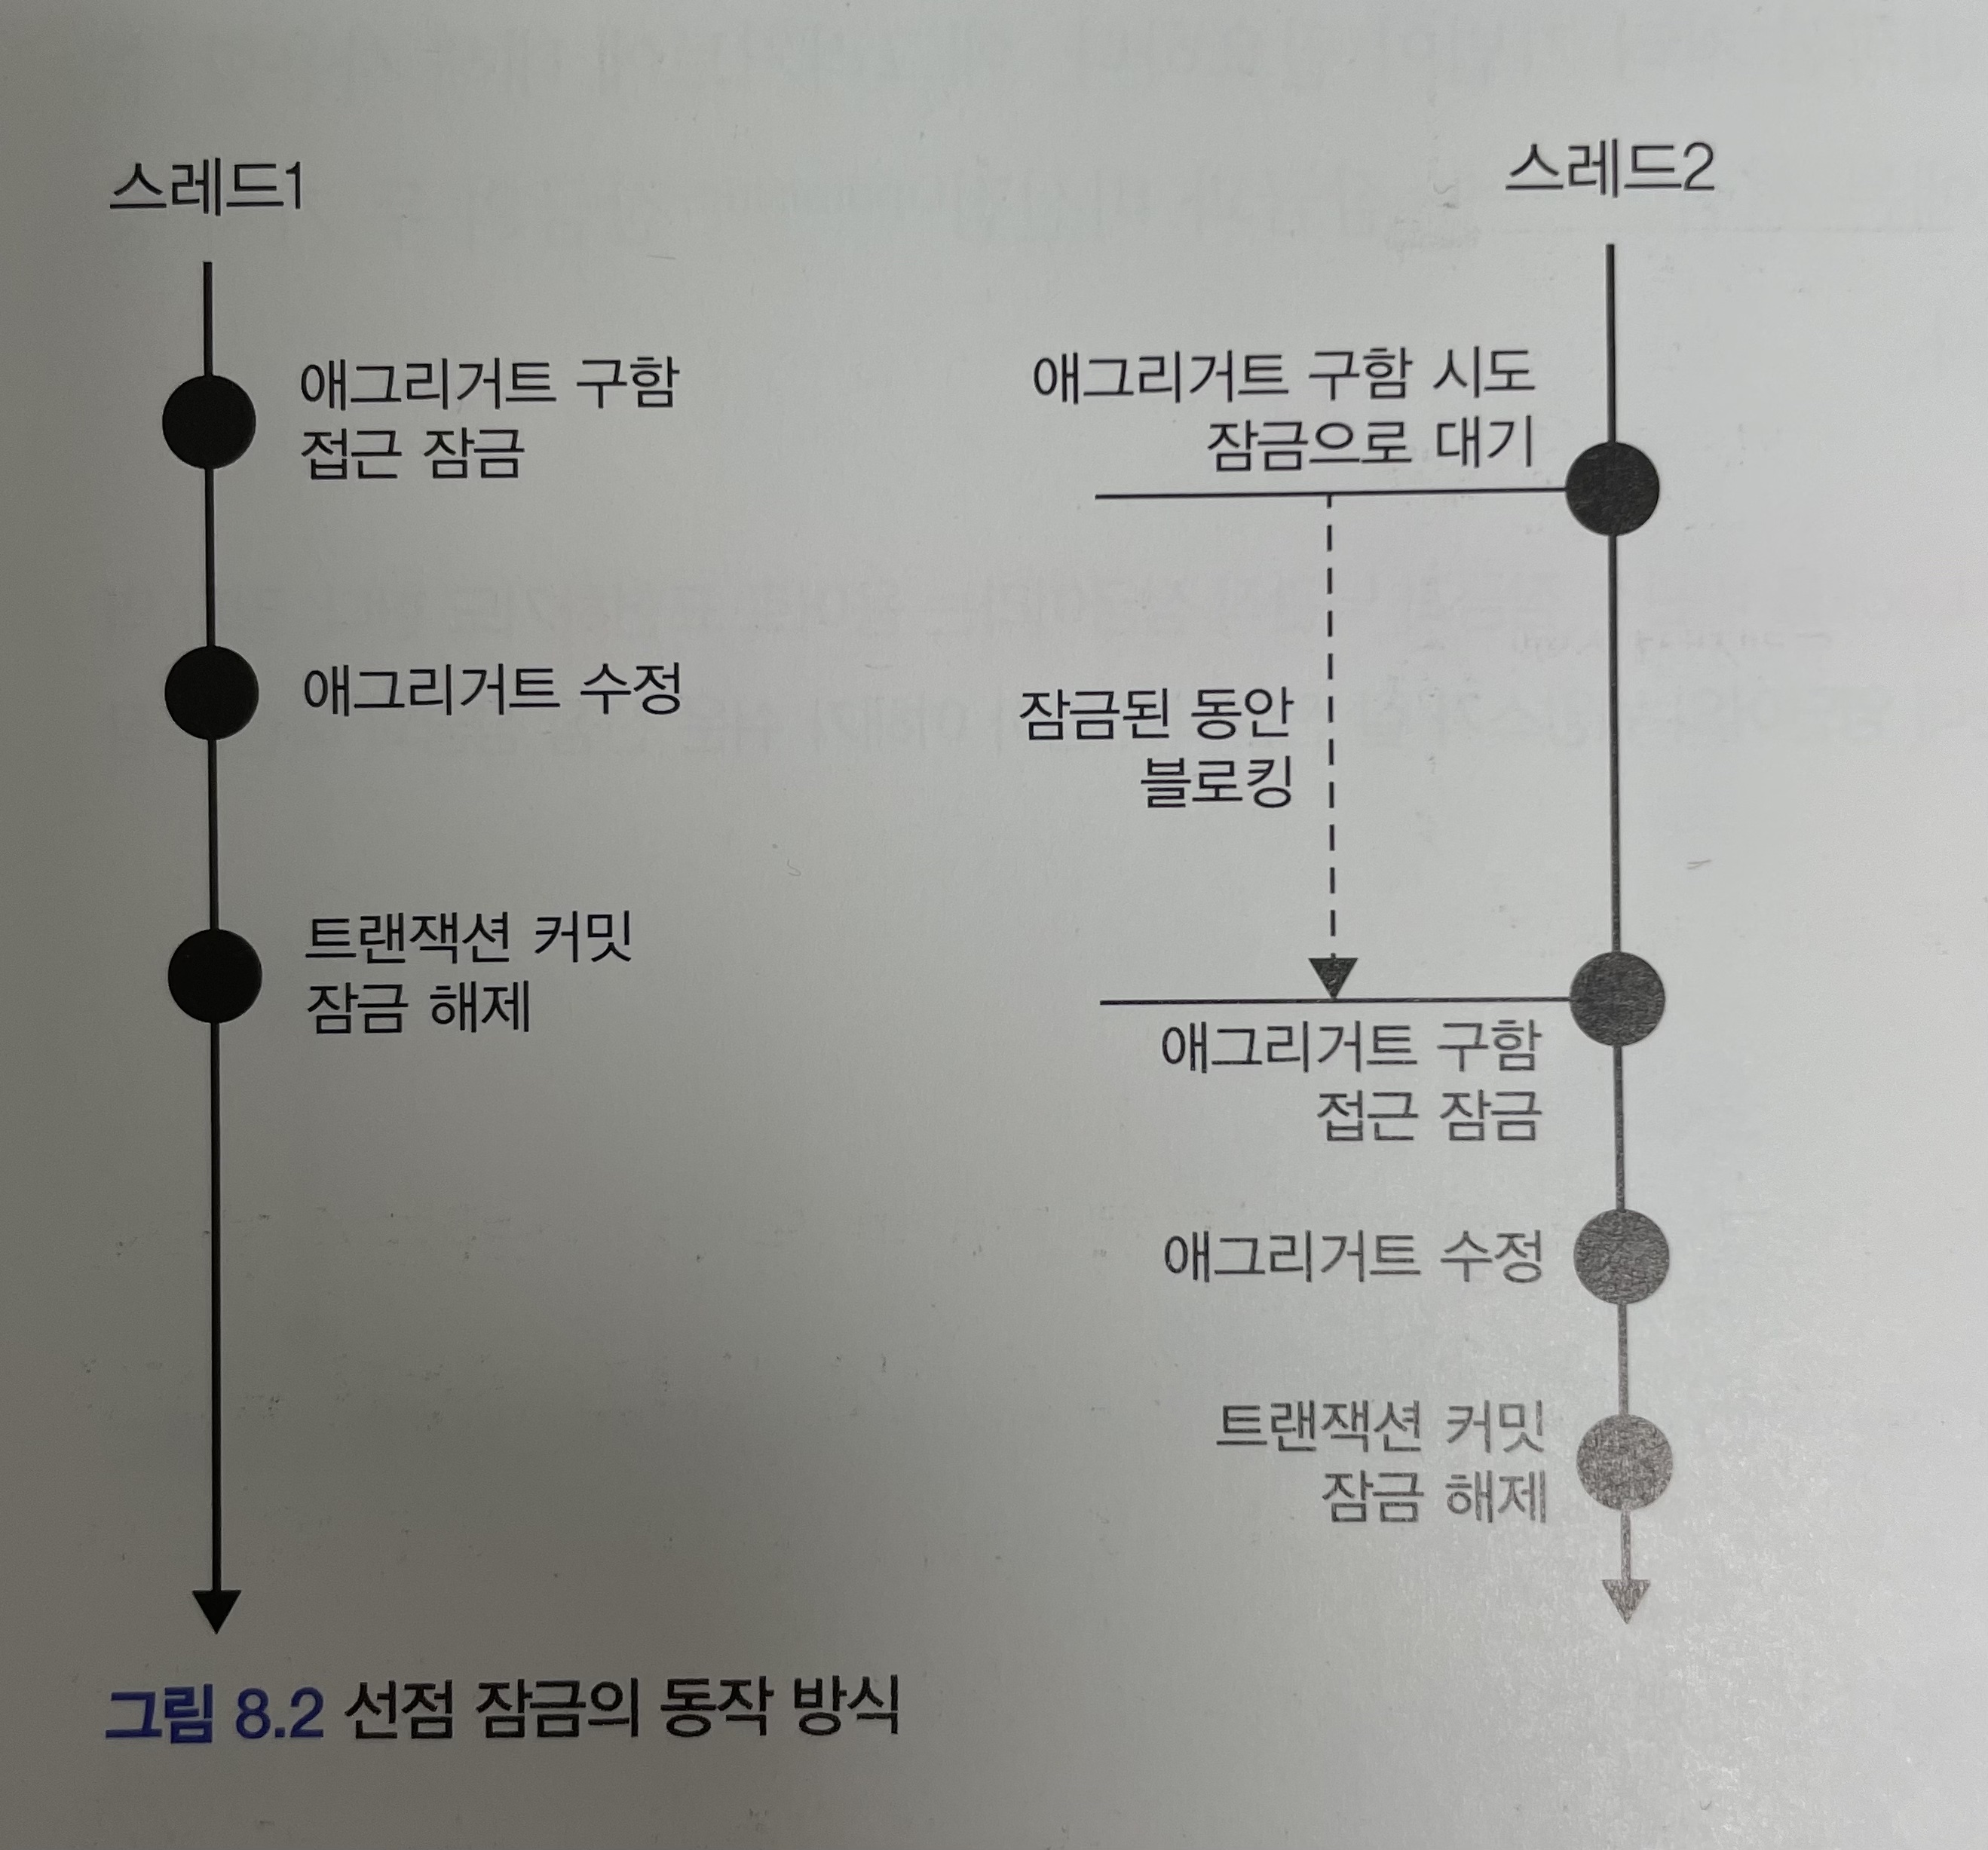 스레드1
애그리거트 구함
접근 잠금
애그리거트 수정
트랜잭션 커밋
잠금 해제
스레드2
애그리거트 구함 시도
잠금으로 대기
잠금된 동안
블로킹
애그리거트 구함
접근 잠금
애그리거트 수정
트랜잭션 커밋
잠금 해제
그림 8.2 선점 잠금의 동작 방식